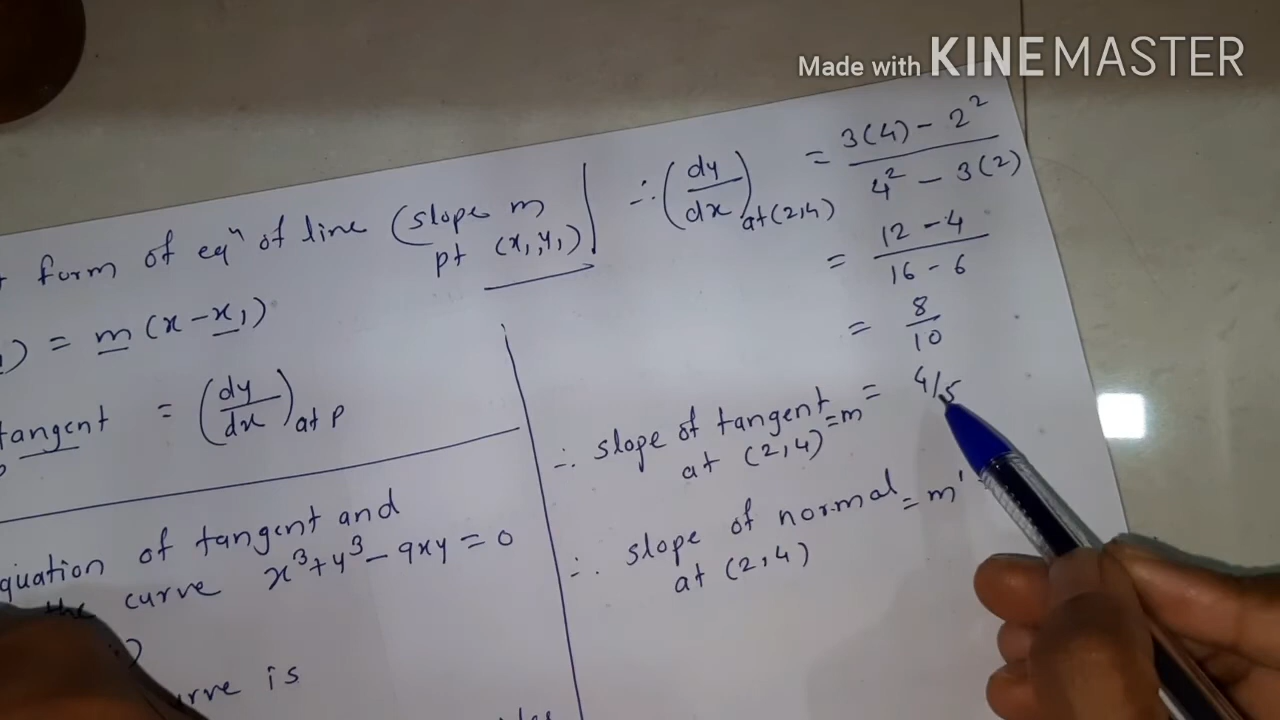 Made with KINEMASTER
form of eqⁿ of line (slope m
pt (x₁, y₁)
) = m (x - x₁)
tangent = (dy/dx) at P
equation of tangent and
the curve x³ + y³ - 9xy = 0
curve is
∴ (dy/dx) at (2,4) = 3(4) - 2² / 4² - 3(2)
= 12 - 4 / 16 - 6
= 8/10
∴ slope of tangent = m = 4/5
at (2,4)
∴ slope of normal = m'
at (2,4)